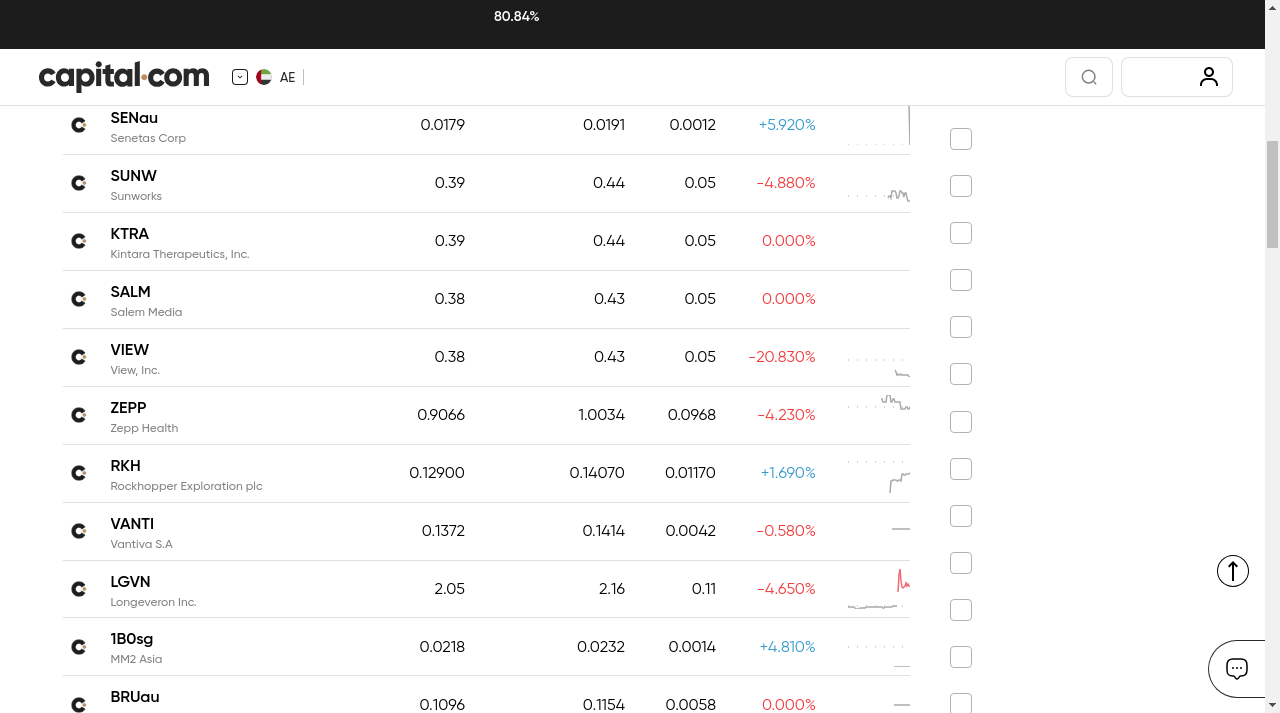 80.84%
capital.com
AE
SENau
Senetas Corp
0.0179 0.0191 0.0012 +5.920%
SUNW
Sunworks
0.39 0.44 0.05 -4.880%
KTRA
Kintara Therapeutics, Inc.
0.39 0.44 0.05 0.000%
SALM
Salem Media
0.38 0.43 0.05 0.000%
VIEW
View, Inc.
0.38 0.43 0.05 -20.830%
ZEPP
Zepp Health
0.9066 1.0034 0.0968 -4.230%
RKH
Rockhopper Exploration plc
0.12900 0.14070 0.01170 +1.690%
VANTI
Vantiva S.A
0.1372 0.1414 0.0042 -0.580%
LGVN
Longeveron Inc.
2.05 2.16 0.11 -4.650%
1B0sg
MM2 Asia
0.0218 0.0232 0.0014 +4.810%
BRUau
0.1096 0.1154 0.0058 0.000%